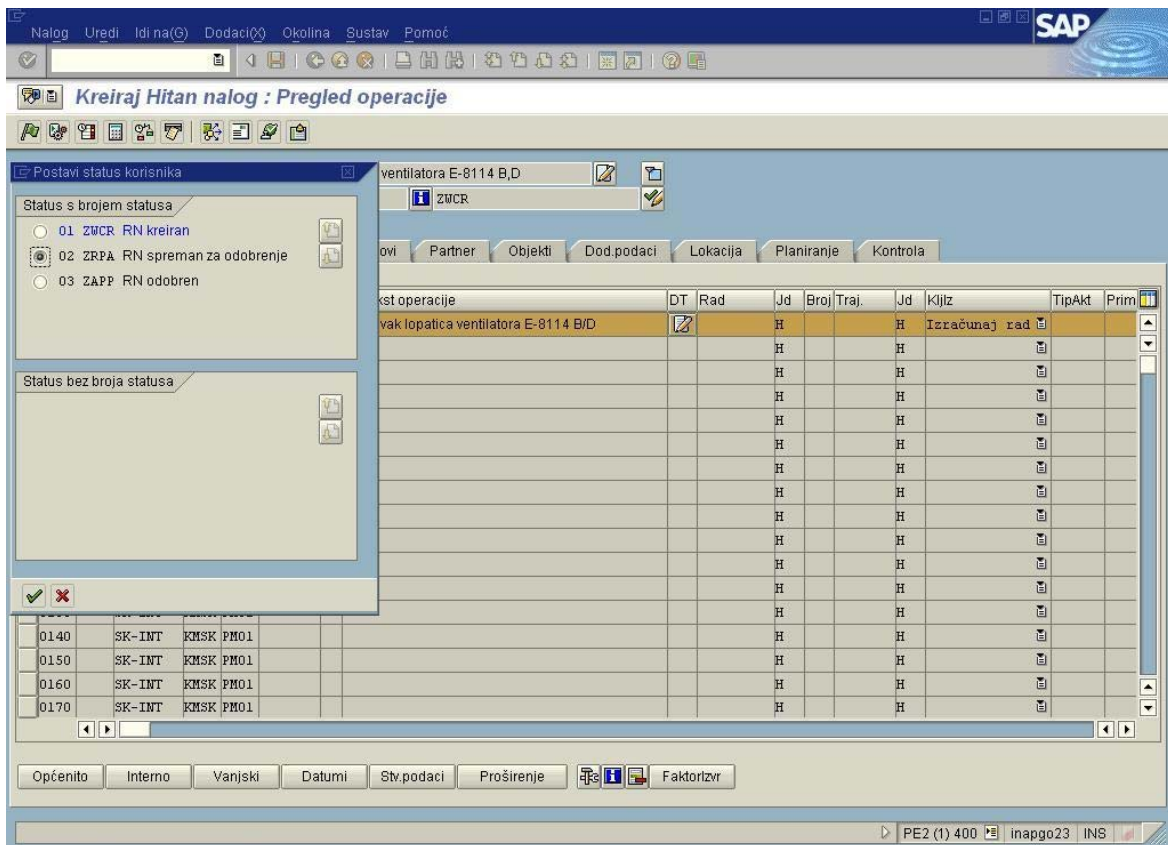 Nalog Uredi Idi na(G) Dodaci(X) Okolina Sustav Pomoć
SAP
Kreiraj Hitan nalog : Pregled operacije
Postavi status korisnika
ventilatora E-8114 B,D
Status s brojem statusa
ZWCR
01 ZWCR RN kreiran
02 ZRPA RN spreman za odobrenje
03 ZAPP RN odobren
ovi Partner Objekti Dod.podaci Lokacija Planiranje Kontrola
kst operacije DT Rad Jd Broj Traj. Jd KljIz TipAkt Prim
vak lopatica ventilatora E-8114 B/D H H Izračunaj rad
H H
H H
Status bez broja statusa
H H
H H
H H
H H
H H
H H
H H
H H
H H
H H
H H
0140 SK-INT KMSK PM01 H H
0150 SK-INT KMSK PM01 H H
0160 SK-INT KMSK PM01 H H
0170 SK-INT KMSK PM01 H H
Općenito Interno Vanjski Datumi Stv.podaci Proširenje FaktorIzvr
PE2 (1) 400 inapgo23 INS